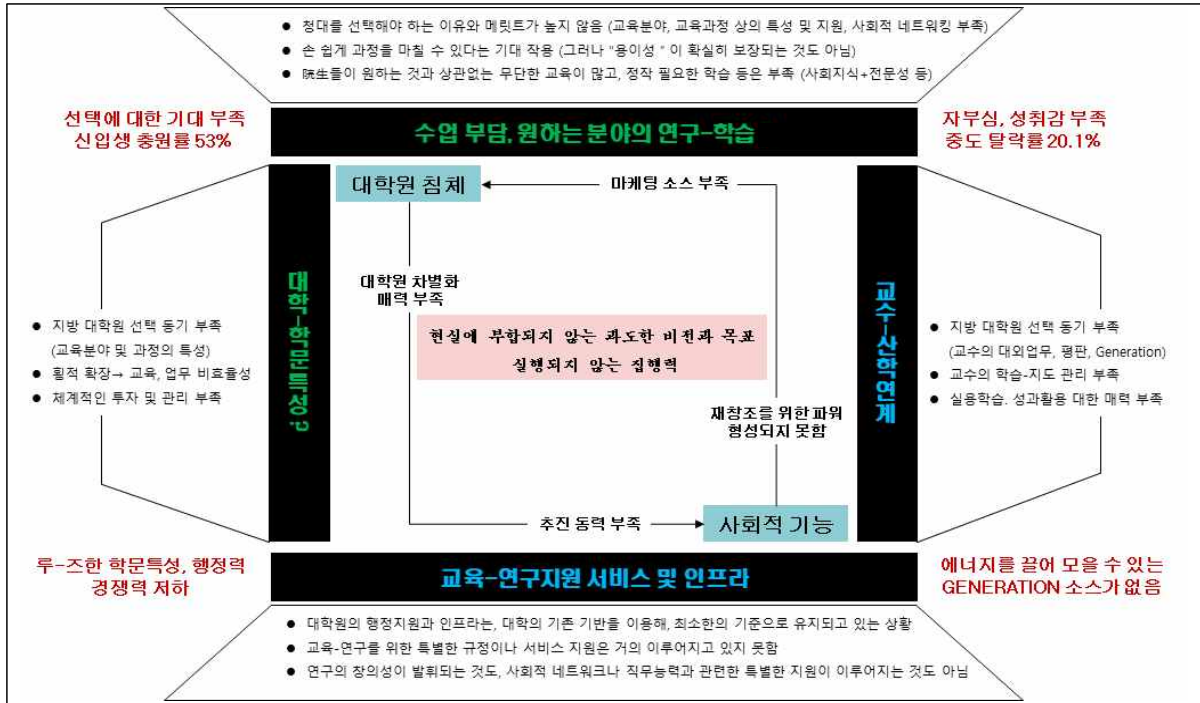 ● 청대를 선택해야 하는 이유와 메릿트가 높지 않음 (교육분야, 교육과정 상의 특성 및 지원, 사회적 네트워킹 부족)
● 손 쉽게 과정을 마칠 수 있다는 기대 작용 (그러나 "용이성 " 이 확실히 보장되는 것도 아님)
● 院生들이 원하는 것과 상관없는 무단한 교육이 많고, 정작 필요한 학습 등은 부족 (사회지식+전문성 등)
선택에 대한 기대 부족
신입생 충원률 53%
수업 부담, 원하는 분야의 연구-학습
자부심, 성취감 부족
중도 탈락률 20.1%
대학원 침체
마케팅 소스 부족
대학원 차별화
매력 부족
대학-학문특성화
● 지방 대학원 선택 동기 부족
(교육분야 및 과정의 특성)
● 횡적 확장→ 교육, 업무 비효율성
● 체계적인 투자 및 관리 부족
현실에 부합되지 않는 과도한 비전과 목표
실행되지 않는 집행력
재창조를 위한 파워
형성되지 못함
교수-산학연계
● 지방 대학원 선택 동기 부족
(교수의 대외업무, 평판, Generation)
● 교수의 학습-지도 관리 부족
● 실용학습. 성과활용 대한 매력 부족
추진 동력 부족
사회적 기능
루-즈한 학문특성, 행정력
경쟁력 저하
교육-연구지원 서비스 및 인프라
에너지를 끌어 모을 수 있는
GENERATION 소스가 없음
● 대학원의 행정지원과 인프라는, 대학의 기존 기반을 이용해, 최소한의 기준으로 유지되고 있는 상황
● 교육-연구를 위한 특별한 규정이나 서비스 지원은 거의 이루어지고 있지 못함
● 연구의 창의성이 발휘되는 것도, 사회적 네트워크나 직무능력과 관련한 특별한 지원이 이루어지는 것도 아님